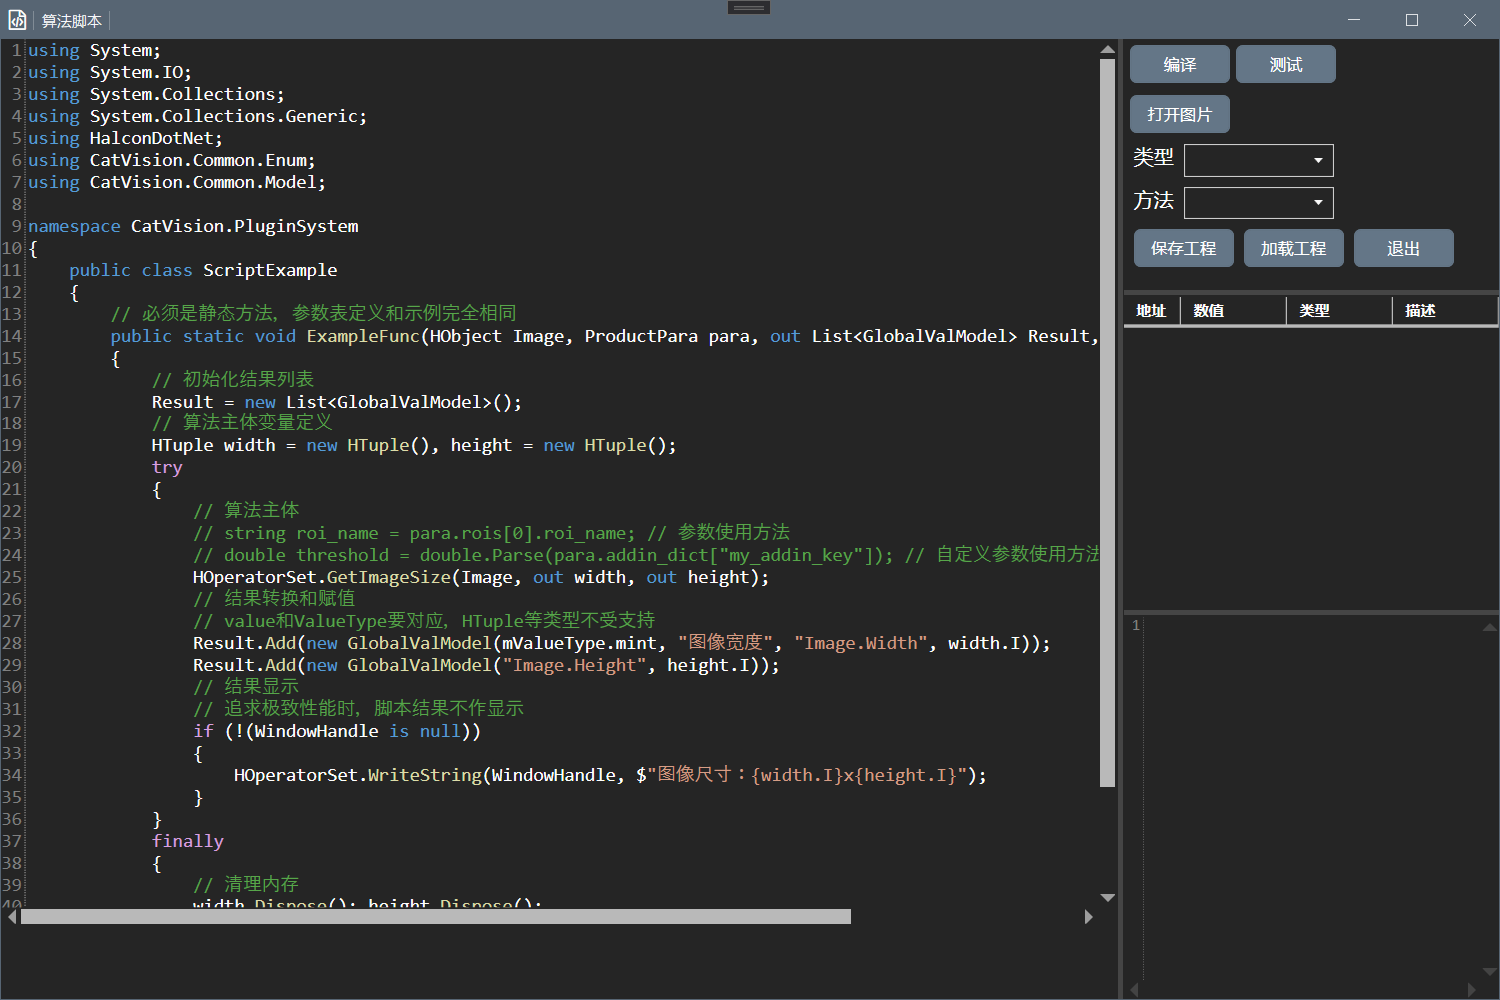 算法脚本
1 using System;
2 using System.IO;
3 using System.Collections;
4 using System.Collections.Generic;
5 using HalconDotNet;
6 using CatVision.Common.Enum;
7 using CatVision.Common.Model;
8
9 namespace CatVision.PluginSystem
10 {
11 public class ScriptExample
12 {
13 // 必须是静态方法, 参数表定义和示例完全相同
14 public static void ExampleFunc(HObject Image, ProductPara para, out List<GlobalValModel> Result,
15 {
16 // 初始化结果列表
17 Result = new List<GlobalValModel>();
18 // 算法主体变量定义
19 HTuple width = new HTuple(), height = new HTuple();
20 try
21 {
22 // 算法主体
23 // string roi_name = para.rois[0].roi_name; // 参数使用方法
24 // double threshold = double.Parse(para.addin_dict["my_addin_key"]); // 自定义参数使用方法
25 HOperatorSet.GetImageSize(Image, out width, out height);
26 // 结果转换和赋值
27 // value和ValueType要对应, HTuple等类型不受支持
28 Result.Add(new GlobalValModel(mValueType.mint, "图像宽度", "Image.Width", width.I));
29 Result.Add(new GlobalValModel("Image.Height", height.I));
30 // 结果显示
31 // 追求极致性能时, 脚本结果不作显示
32 if (!(WindowHandle is null))
33 {
34 HOperatorSet.WriteString(WindowHandle, $"图像尺寸：{width.I}x{height.I}");
35 }
36 }
37 finally
38 {
39 // 清理内存
40 width.Dispose(); height.Dispose();
编译 测试
打开图片
类型
方法
保存工程 加载工程 退出
地址 数值 类型 描述
1